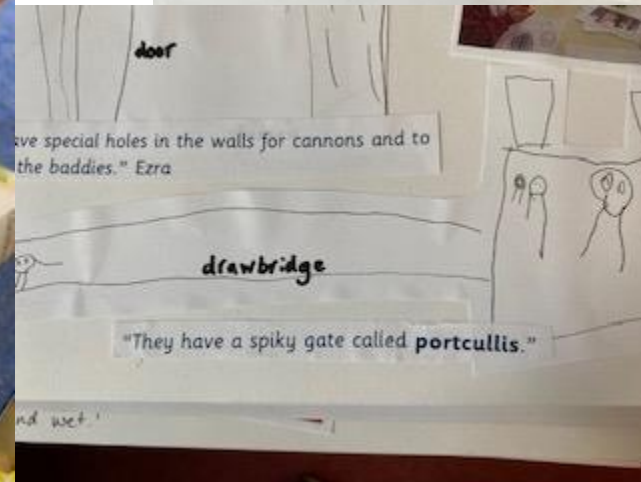 door
ave special holes in the walls for cannons and to
the baddies." Ezra
drawbridge
"They have a spiky gate called portcullis."
nd wet.'